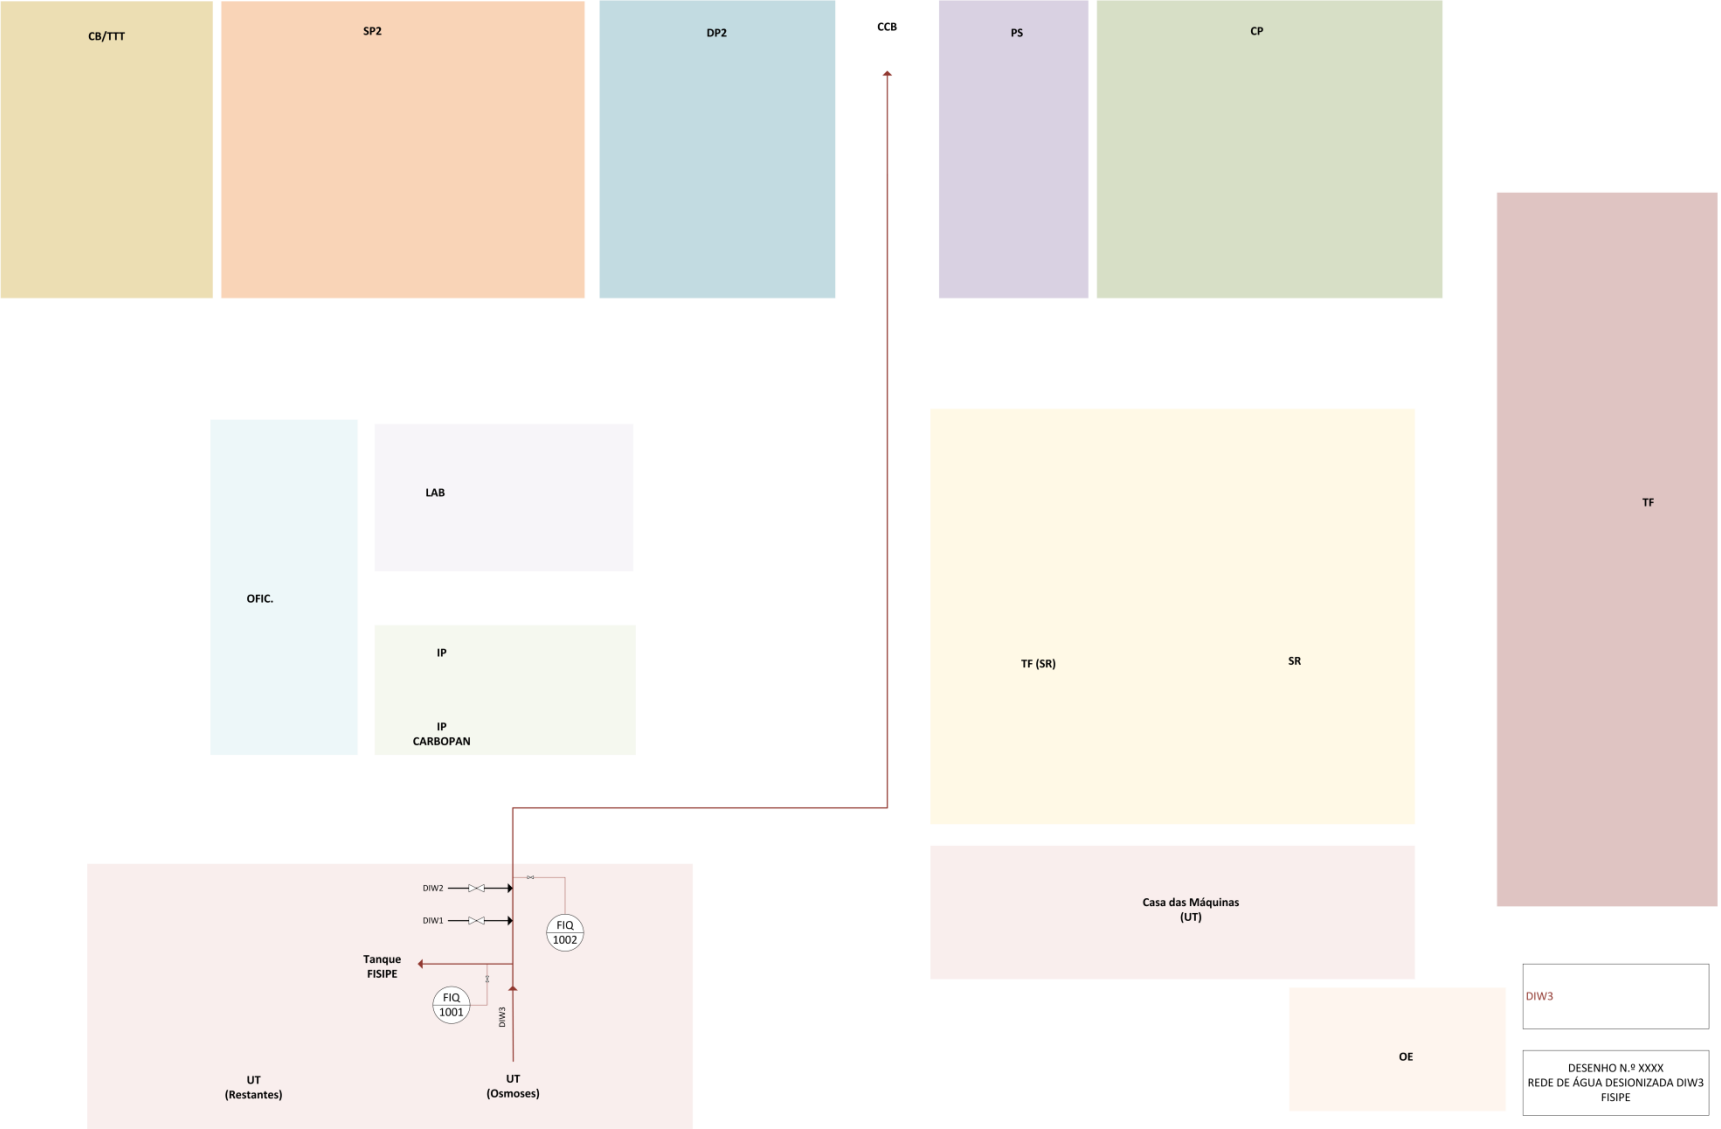 CB/TTT
SP2
DP2
CCB
PS
CP
TF
LAB
OFIC.
IP
IP
CARBOPAN
TF (SR)
SR
DIW2
DIW1
FIQ
1002
Tanque
FISIPE
FIQ
1001
DIW3
UT
(Restantes)
UT
(Osmoses)
Casa das Máquinas
(UT)
OE
DIW3
DESENHO N.º XXXX
REDE DE ÁGUA DESIONIZADA DIW3
FISIPE